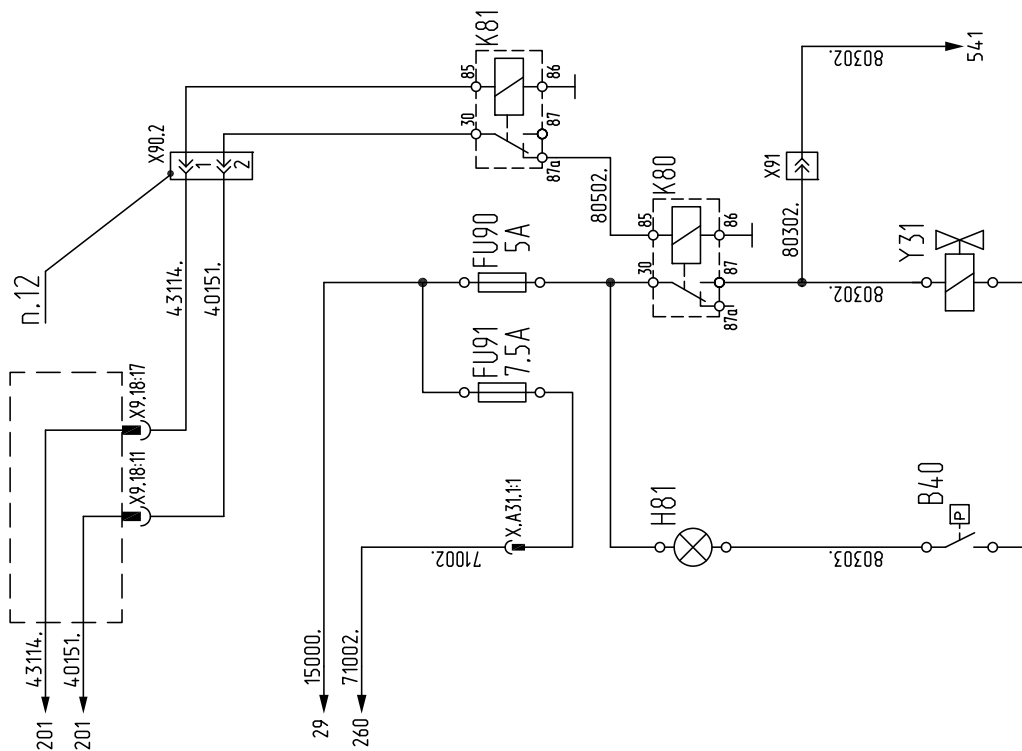 K81
85
86
30
87
87a
X90.2
1
2
п.12
43114.
40151.
80502.
K80
85
86
30
87
87a
80302.
541
X91
80302.
Y31
80302.
FU90
5A
FU91
7.5A
X9.18:17
X9.18:11
X.A31.1:1
71002.
H81
80303.
B40
P
43114.
201
40151.
201
15000.
29
71002.
260